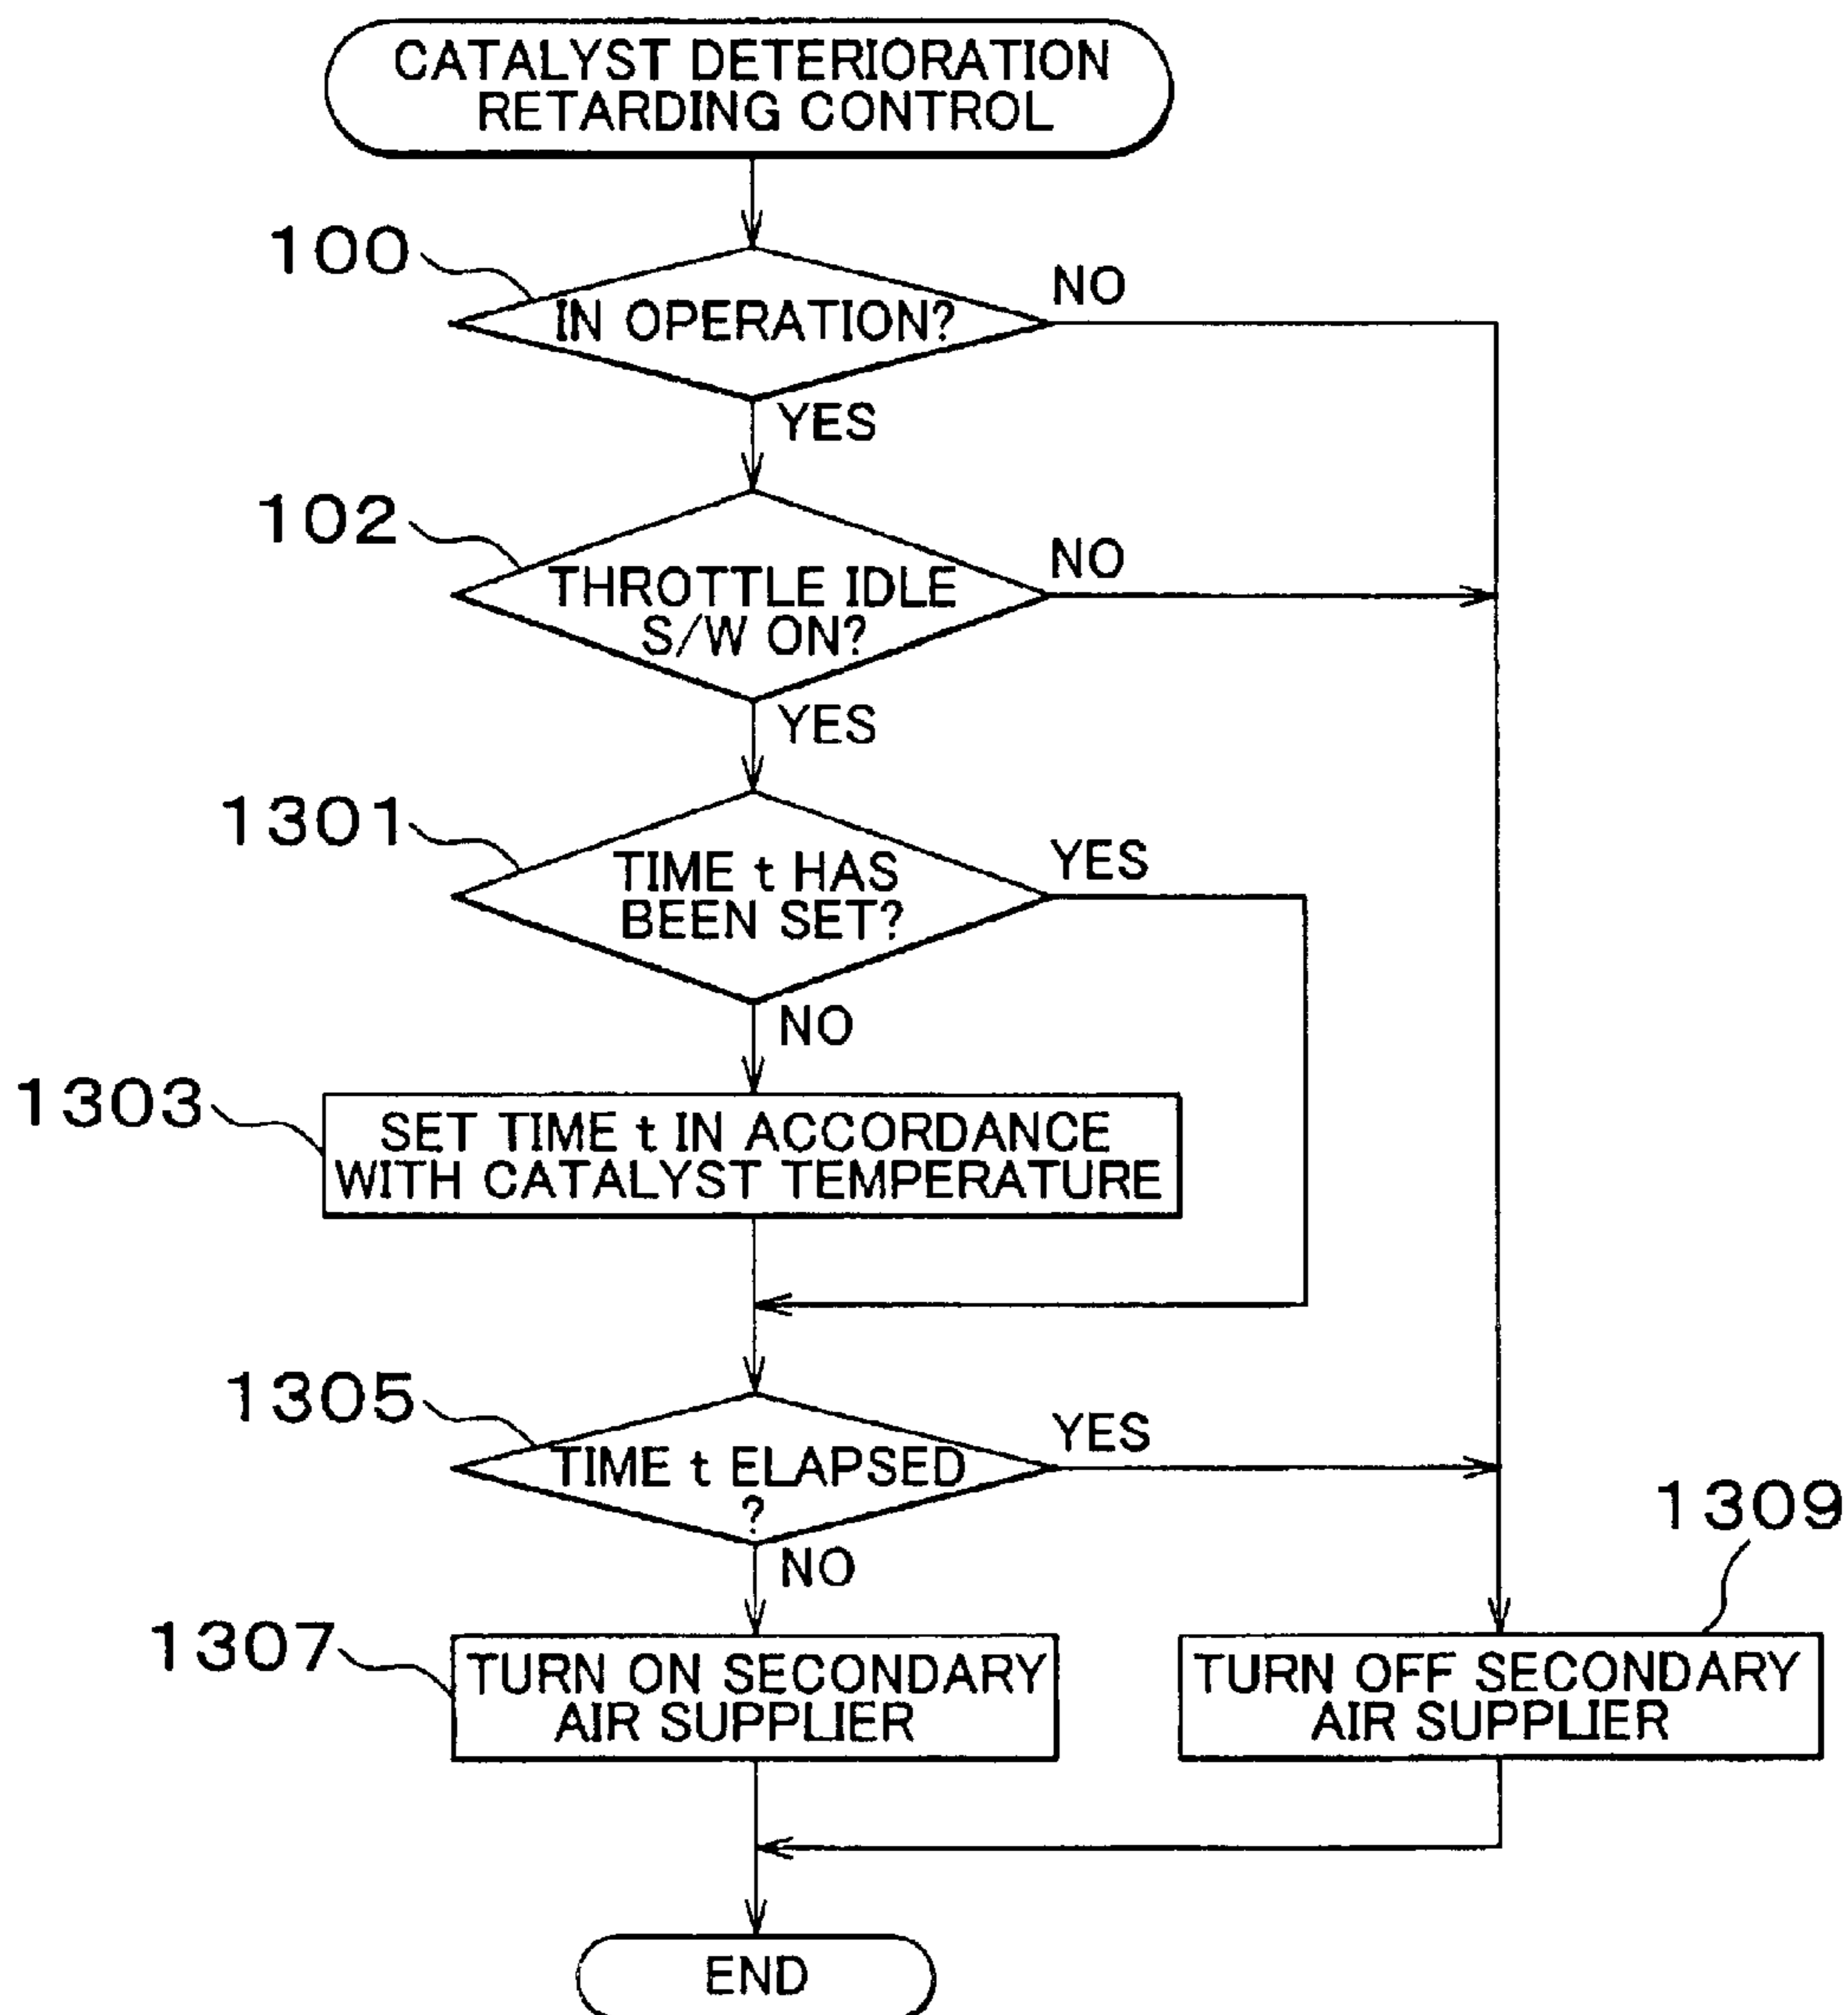 CATALYST DETERIORATION
RETARDING CONTROL
100
IN OPERATION?
NO
YES
102
THROTTLE IDLE
S/W ON?
NO
YES
1301
TIME t HAS
BEEN SET?
YES
NO
1303
SET TIME t IN ACCORDANCE
WITH CATALYST TEMPERATURE
1305
TIME t ELAPSED
?
YES
NO
1309
1307
TURN ON SECONDARY
AIR SUPPLIER
TURN OFF SECONDARY
AIR SUPPLIER
END